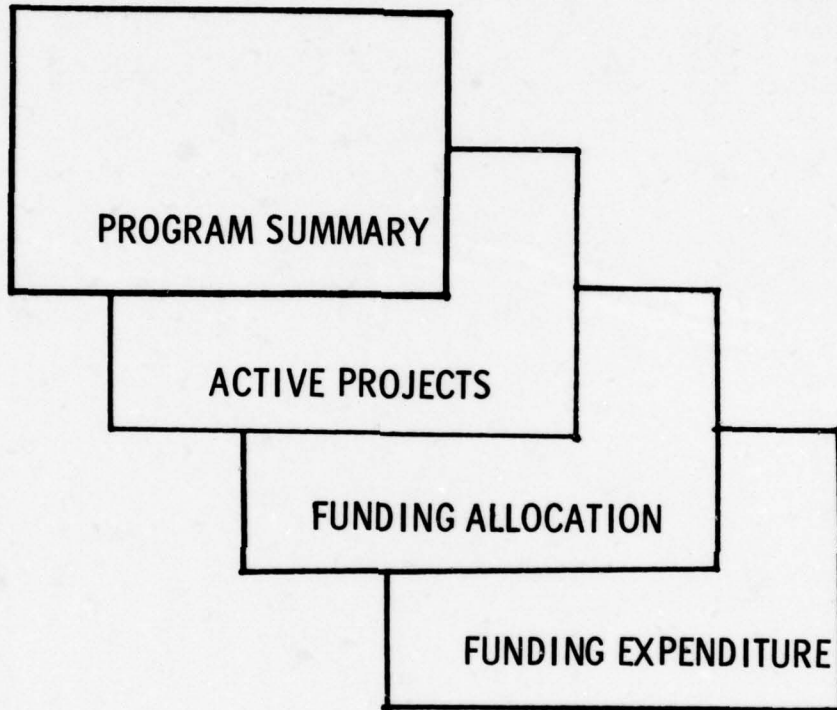 PROGRAM SUMMARY
ACTIVE PROJECTS
FUNDING ALLOCATION
FUNDING EXPENDITURE